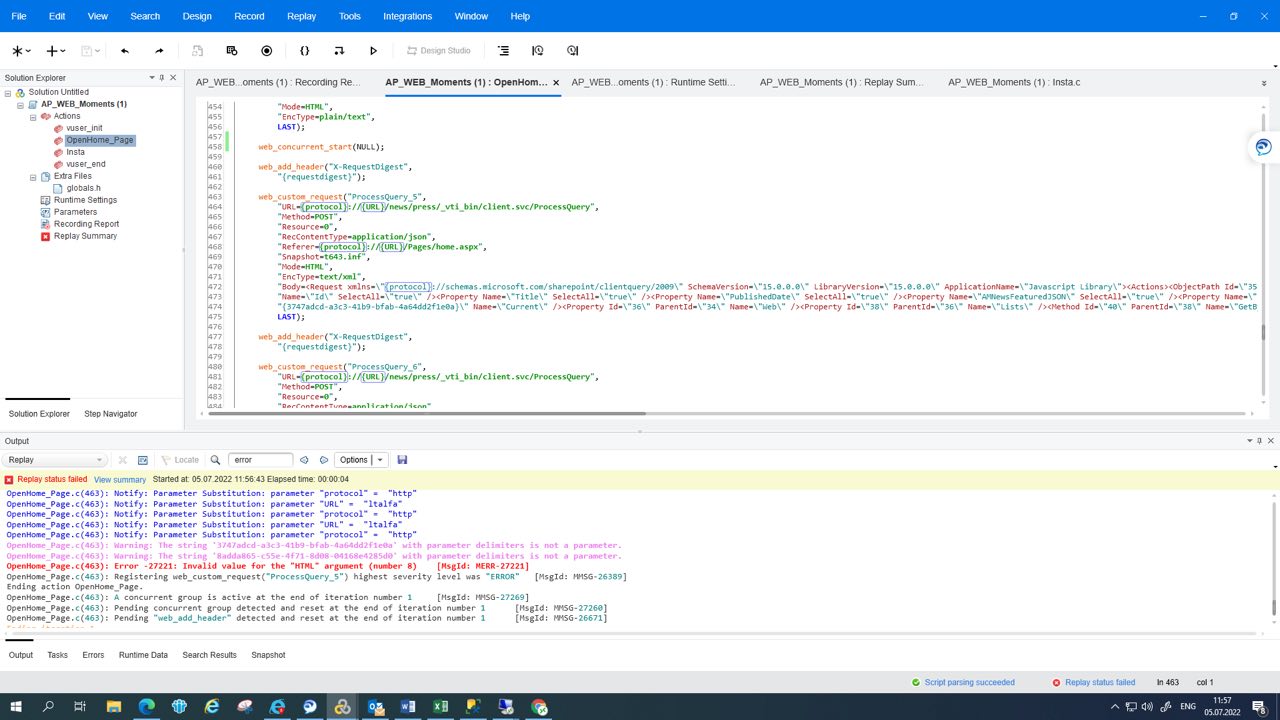 File Edit View Search Design Record Replay Tools Integrations Window Help
Design Studio
Solution Explorer
Solution Untitled
AP_WEB_Moments (1)
Actions
vuser_init
OpenHome_Page
Insta
vuser_end
Extra Files
globals.h
Runtime Settings
Parameters
Recording Report
Replay Summary
Solution Explorer Step Navigator
AP_WEB...oments (1) : Recording Re... AP_WEB_Moments (1) : OpenHom... AP_WEB...oments (1) : Runtime Setti... AP_WEB_Moments (1) : Replay Sum... AP_WEB_Moments (1) : Insta.c
454 "Mode=HTML",
455 "EncType=plain/text",
456 LAST);
457
458 web_concurrent_start(NULL);
459
460 web_add_header("X-RequestDigest",
461 "{requestdigest}");
462
463 web_custom_request("ProcessQuery_5",
464 "URL={protocol}://{URL}/news/press/_vti_bin/client.svc/ProcessQuery",
465 "Method=POST",
466 "Resource=0",
467 "RecContentType=application/json",
468 "Referer={protocol}://{URL}/Pages/home.aspx",
469 "Snapshot=t643.inf",
470 "Mode=HTML",
471 "EncType=text/xml",
472 "Body=<Request xmlns=\"{protocol}://schemas.microsoft.com/sharepoint/clientquery/2009\" SchemaVersion=\"15.0.0.0\" LibraryVersion=\"15.0.0.0\" ApplicationName=\"Javascript Library\"><Actions><ObjectPath Id=\"35
473 "Name=\"Id\" SelectAll=\"true\" /><Property Name=\"Title\" SelectAll=\"true\" /><Property Name=\"PublishedDate\" SelectAll=\"true\" /><Property Name=\"AMNewsFeaturedJSON\" SelectAll=\"true\" /><Property Name=\"
474 "{3747adcd-a3c3-41b9-bfab-4a64dd2f1e0a}\" Name=\"Current\" /><Property Id=\"36\" ParentId=\"34\" Name=\"Web\" /><Property Id=\"38\" ParentId=\"36\" Name=\"Lists\" /><Method Id=\"40\" ParentId=\"38\" Name=\"GetB
475 LAST);
476
477 web_add_header("X-RequestDigest",
478 "{requestdigest}");
479
480 web_custom_request("ProcessQuery_6",
481 "URL={protocol}://{URL}/news/press/_vti_bin/client.svc/ProcessQuery",
482 "Method=POST",
483 "Resource=0",
484 "RecContentType=application/json"
Output
Replay Locate error Options
Replay status failed View summary Started at: 05.07.2022 11:56:43 Elapsed time: 00:00:04
OpenHome_Page.c(463): Notify: Parameter Substitution: parameter "protocol" = "http"
OpenHome_Page.c(463): Notify: Parameter Substitution: parameter "URL" = "ltalfa"
OpenHome_Page.c(463): Notify: Parameter Substitution: parameter "protocol" = "http"
OpenHome_Page.c(463): Notify: Parameter Substitution: parameter "URL" = "ltalfa"
OpenHome_Page.c(463): Notify: Parameter Substitution: parameter "protocol" = "http"
OpenHome_Page.c(463): Warning: The string '3747adcd-a3c3-41b9-bfab-4a64dd2f1e0a' with parameter delimiters is not a parameter.
OpenHome_Page.c(463): Warning: The string '8adda865-c55e-4f71-8d08-04168e4285d0' with parameter delimiters is not a parameter.
OpenHome_Page.c(463): Error -27221: Invalid value for the "HTML" argument (number 8) [MsgId: MERR-27221]
OpenHome_Page.c(463): Registering web_custom_request("ProcessQuery_5") highest severity level was "ERROR" [MsgId: MMSG-26389]
Ending action OpenHome_Page.
OpenHome_Page.c(463): A concurrent group is active at the end of iteration number 1 [MsgId: MMSG-27269]
OpenHome_Page.c(463): Pending concurrent group detected and reset at the end of iteration number 1 [MsgId: MMSG-27260]
OpenHome_Page.c(463): Pending "web_add_header" detected and reset at the end of iteration number 1 [MsgId: MMSG-26671]
Output Tasks Errors Runtime Data Search Results Snapshot
Script parsing succeeded Replay status failed ln 463 col 1
ENG 11:57
05.07.2022